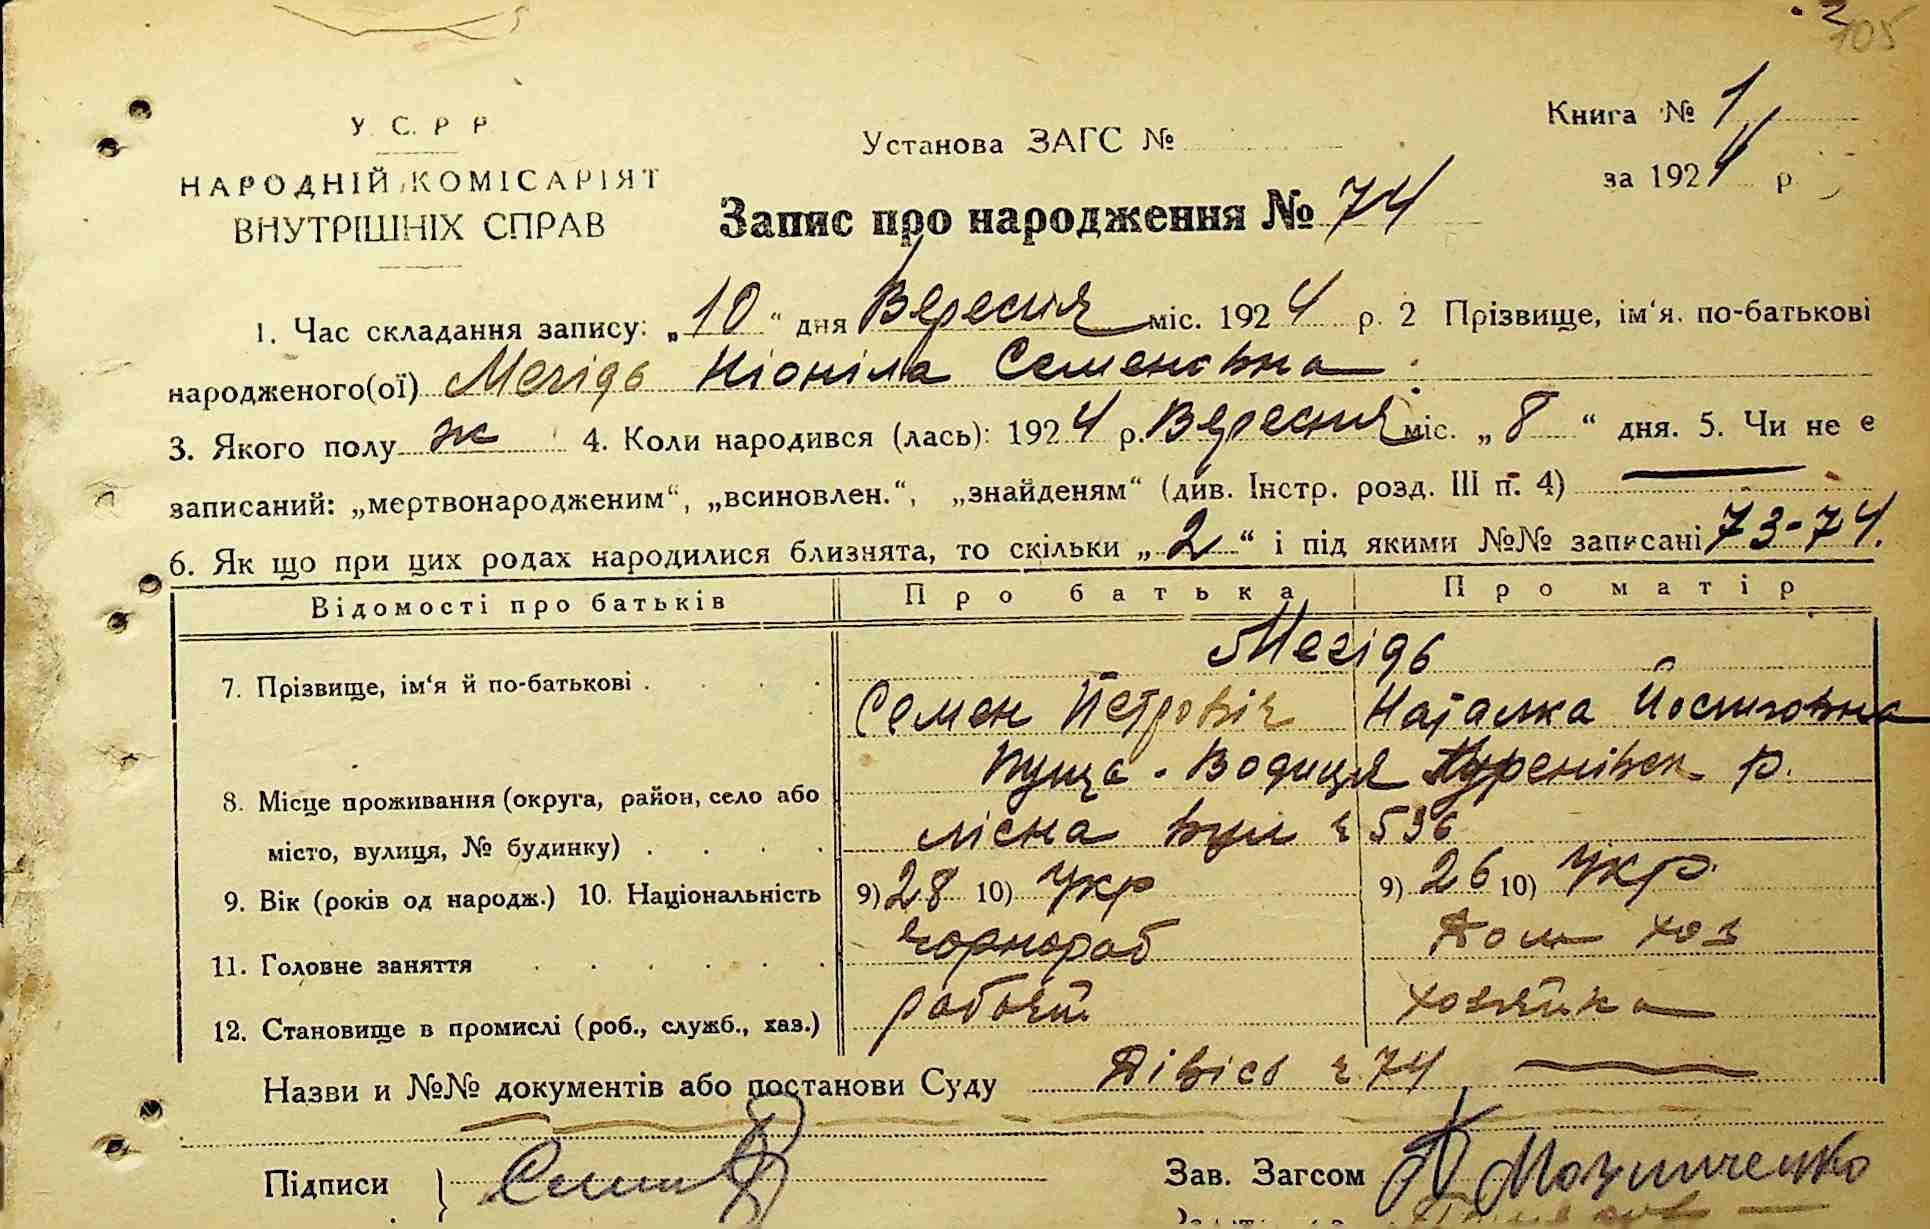 105
У. С. Р. Р.
НАРОДНІЙ КОМІСАРІЯТ
ВНУТРІШНІХ СПРАВ
Установа ЗАГС №
Книга № 1
за 1924 р.
Запис про народження № 74
1. Час складання запису: „10“ дня Вересня міс. 1924 р. 2 Прізвище, ім'я, по-батькові
народженого(ої) Мегідь Ніоніла Семеновна
3. Якого полу ж 4. Коли народився (лась): 1924 р. Вересня міс. „8“ дня. 5. Чи не є
записаний: „мертвонародженим“, „всиновлен.“, „знайденям“ (див. Інстр. розд. III п. 4) —
6. Як що при цих родах народилися близнята, то скільки „2“ і під якими №№ записані 73-74.
Відомості про батьків Про батька Про матір
Мегідь
7. Прізвище, ім'я й по-батькові Семен Петровіч Наталка Йосиповна
Пуща-Водиця Куренівск р.
8. Місце проживання (округа, район, село або
місто, вулиця, № будинку) лісна вул 536
9. Вік (років од народж.) 10. Національність 9) 28 10) Укр 9) 26 10) Укр.
11. Головне заняття чорнораб Дом хоз
12. Становище в промислі (роб., служб., хаз.) рабочій хозяйка
Назви и №№ документів або постанови Суду 74 —
Підписи } Зав. Загсом